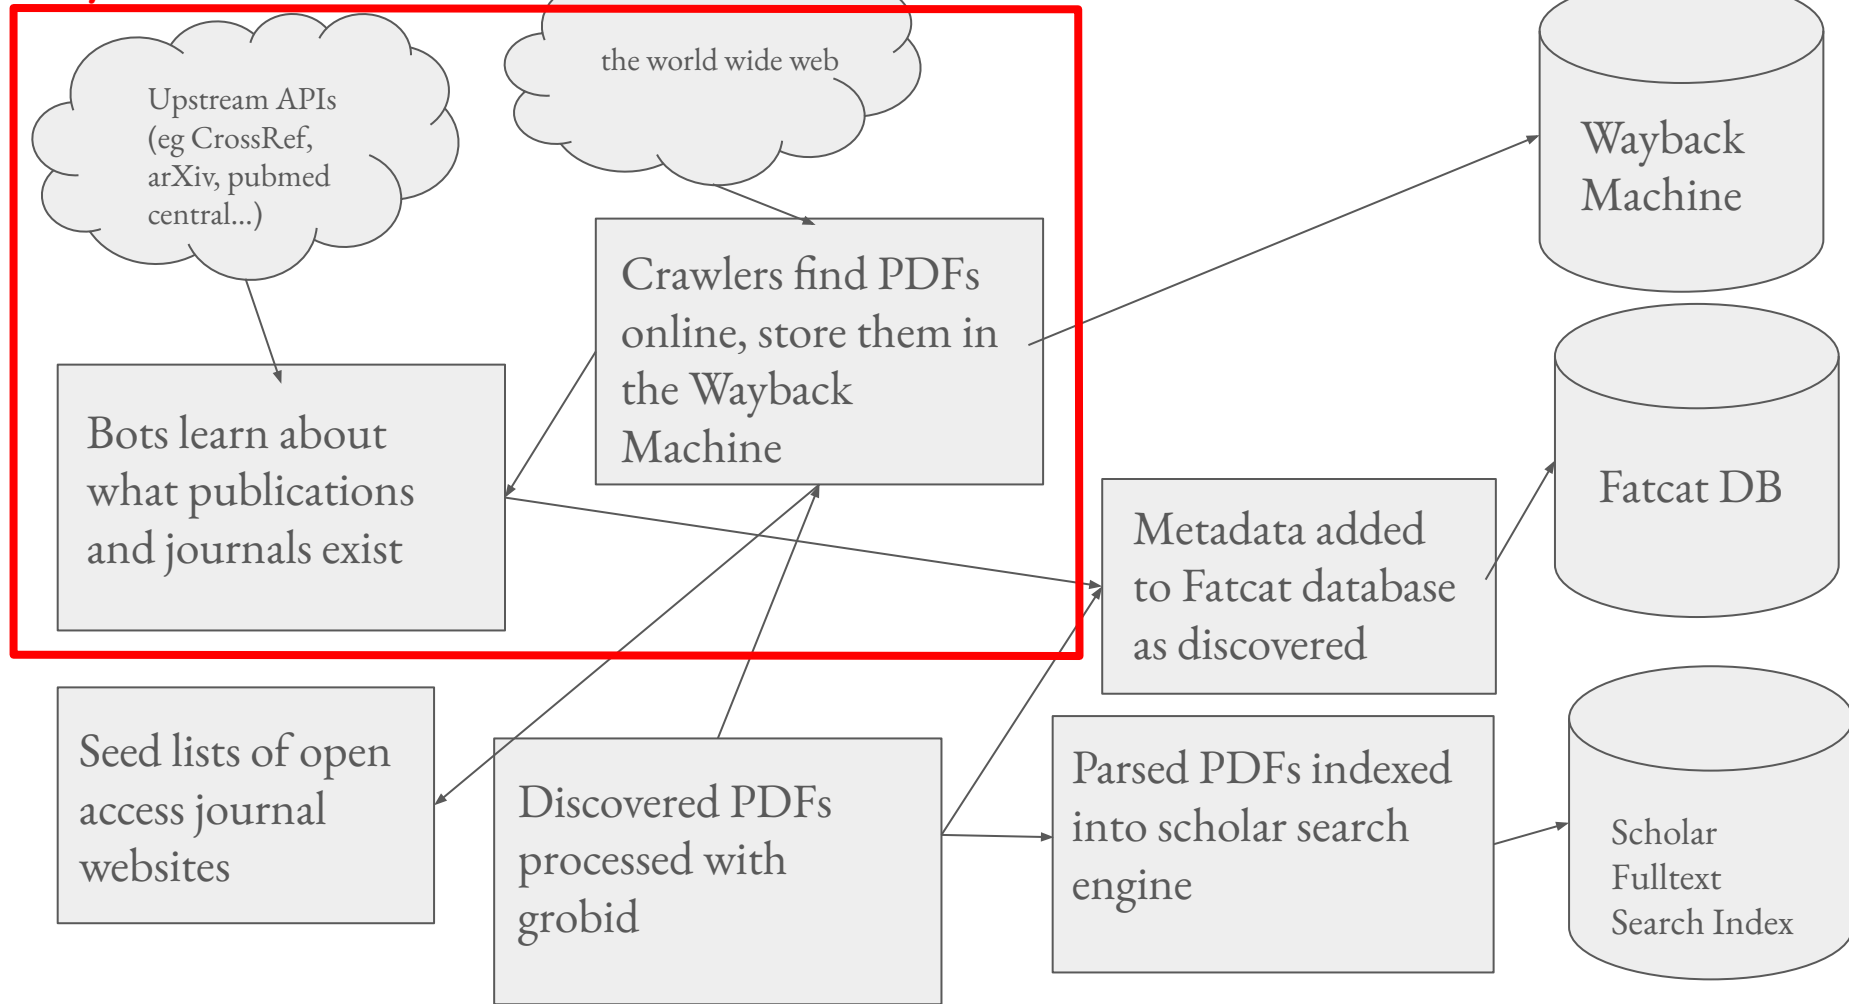 the world wide web
Upstream APIs
(eg CrossRef,
arXiv, pubmed
central...)
Wayback
Machine
Crawlers find PDFs
online, store them in
the Wayback
Machine
Bots learn about
what publications
and journals exist
Fatcat DB
Metadata added
to Fatcat database
as discovered
Seed lists of open
access journal
websites
Discovered PDFs
processed with
grobid
Parsed PDFs indexed
into scholar search
engine
Scholar
Fulltext
Search Index